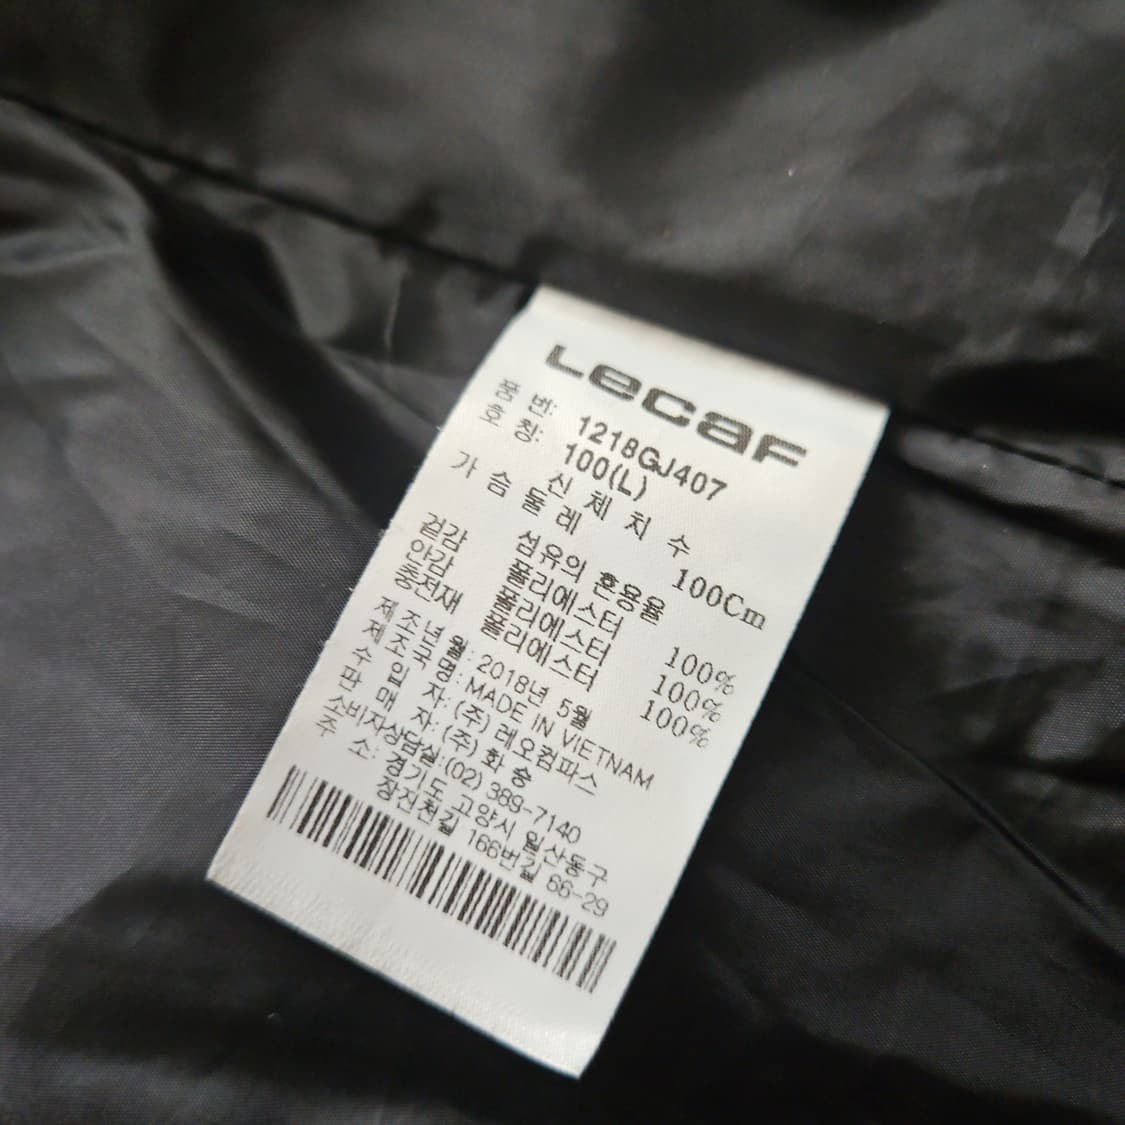 Lecaf
품 번: 1218GJ407
호 칭: 100(L)
신 체 치 수
가 슴 둘 레 100Cm
섬유의 혼용율
겉감 폴리에스터 100%
안감 폴리에스터 100%
충전재 폴리에스터 100%
제 조 년 월: 2018년 5월
제 조 국 명: MADE IN VIETNAM
수 입 자: (주) 레오컴파스
판 매 자: (주) 화 승
소비자상담실:(02) 389-7140
주 소: 경기도 고양시 일산동구
장진천길 166번길 66-29